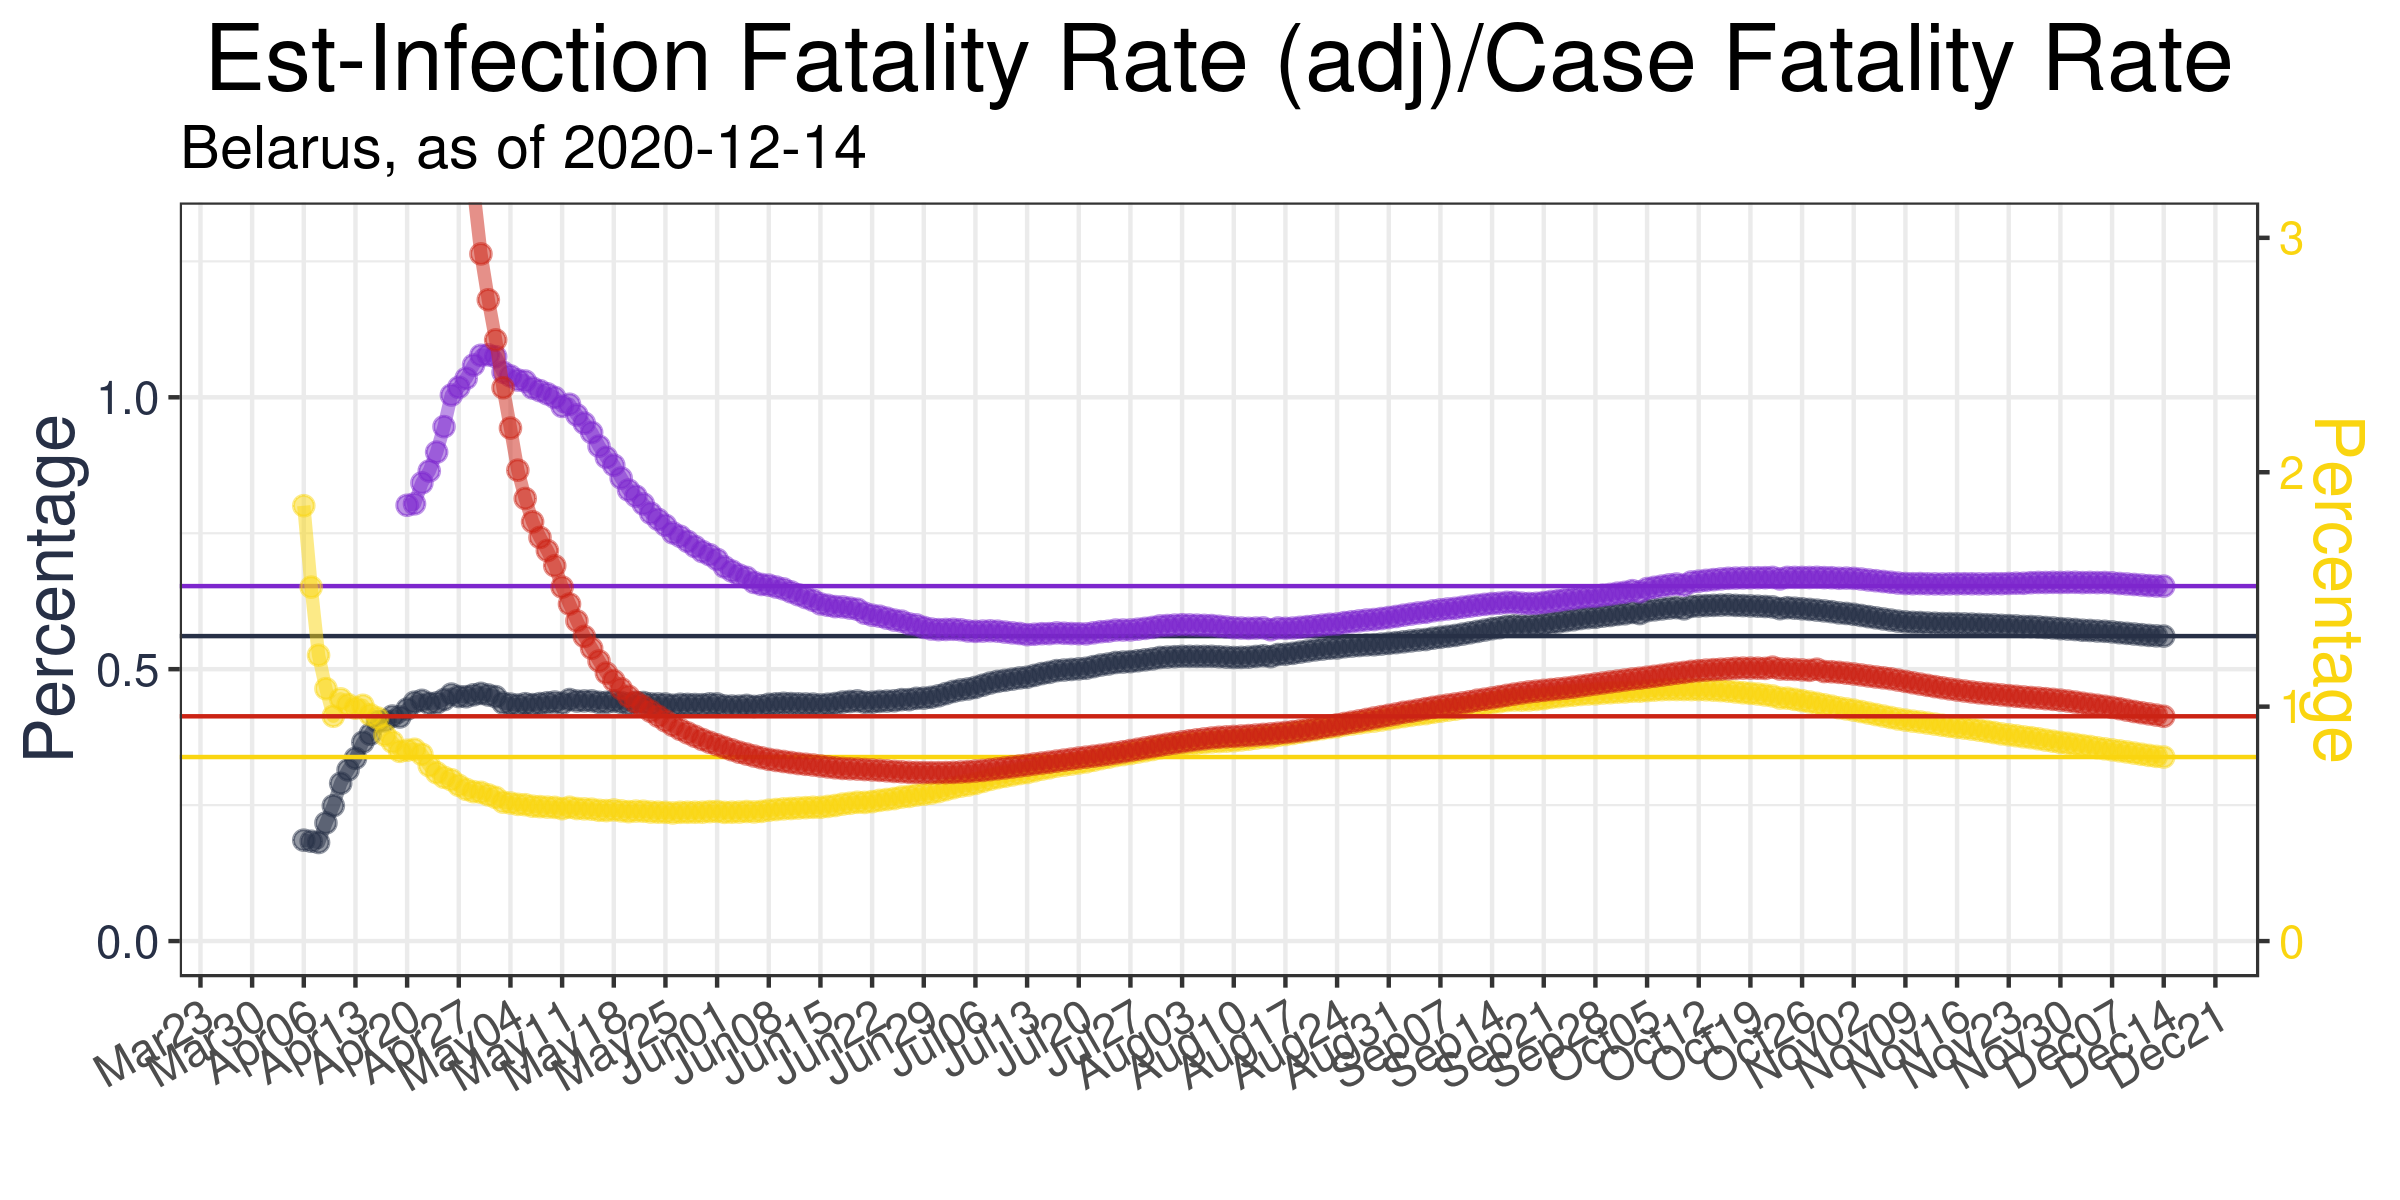 Est-Infection Fatality Rate (adj)/Case Fatality Rate
Belarus, as of 2020-12-14
Percentage
1.0
0.5
0.0
3
2
1
0
Percentage
Mar23
Mar30
Apr06
Apr13
Apr20
Apr27
May04
May11
May18
May25
Jun01
Jun08
Jun15
Jun22
Jun29
Jul06
Jul13
Jul20
Jul27
Aug03
Aug10
Aug17
Aug24
Aug31
Sep07
Sep14
Sep21
Sep28
Oct05
Oct12
Oct19
Oct26
Nov02
Nov09
Nov16
Nov23
Nov30
Dec07
Dec14
Dec21